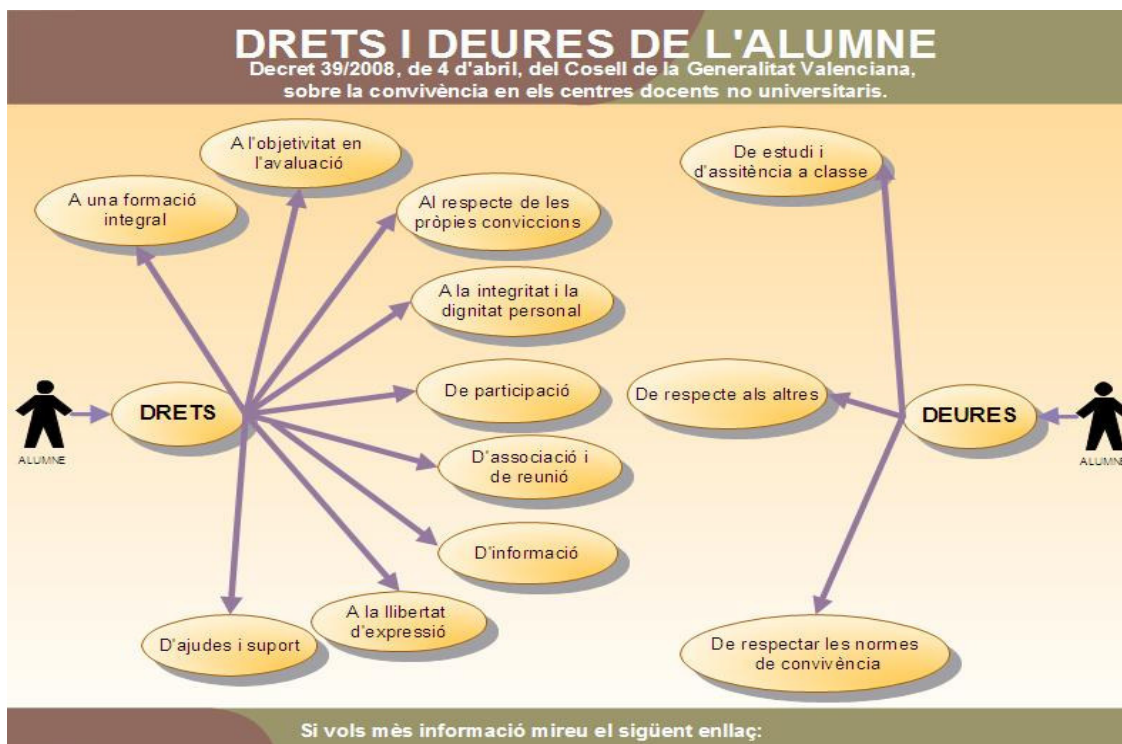 DRETS I DEURES DE L'ALUMNE
Decret 39/2008, de 4 d'abril, del Cosell de la Generalitat Valenciana,
sobre la convivència en els centres docents no universitaris.
A l'objetivitat en
l'avaluació
A una formació
integral
Al respecte de les
pròpies conviccions
A la integritat i la
dignitat personal
De participació
D'associació i
de reunió
D'informació
A la llibertat
d'expressió
D'ajudes i suport
DRETS
ALUMNE
De estudi i
d'assitència a classe
De respecte als altres
De respectar les normes
de convivència
DEURES
ALUMNE
Si vols mès informació mireu el sigüent enllaç: